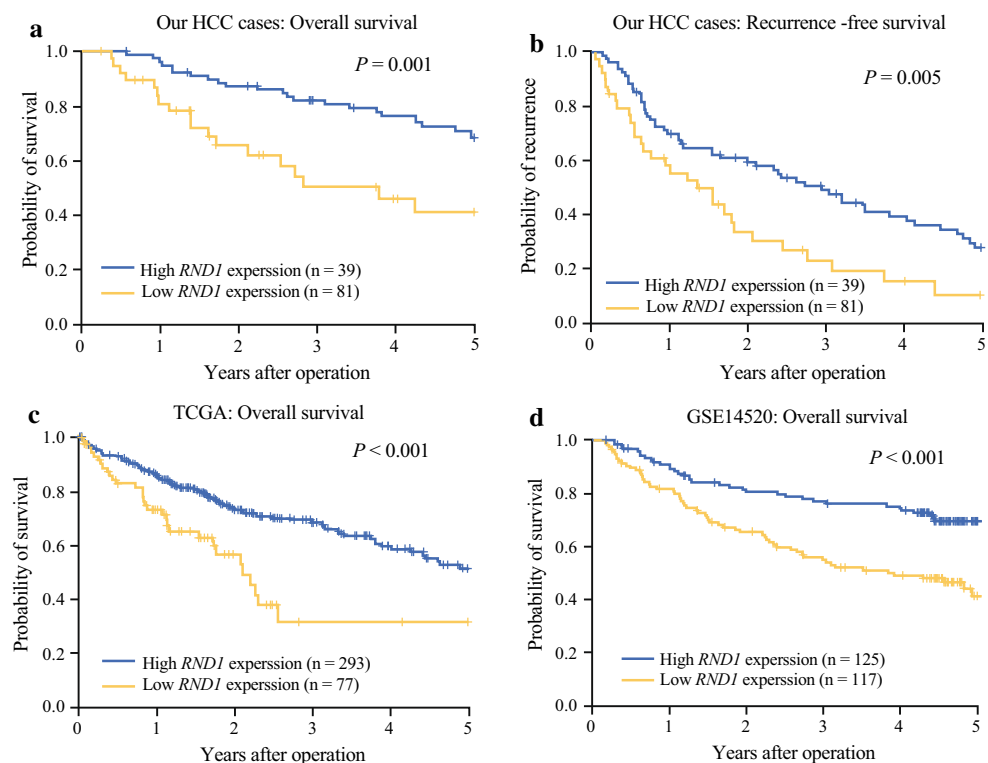 a
Our HCC cases: Overall survival
P = 0.001
Probability of survival
1.0
0.8
0.6
0.4
0.2
0.0
High RND1 experssion (n = 39)
Low RND1 experssion (n = 81)
0 1 2 3 4 5
Years after operation
b
Our HCC cases: Recurrence -free survival
P = 0.005
Probability of recurrence
1.0
0.8
0.6
0.4
0.2
0.0
High RND1 experssion (n = 39)
Low RND1 experssion (n = 81)
0 1 2 3 4 5
Years after operation
c
TCGA: Overall survival
P < 0.001
Probability of survival
1.0
0.8
0.6
0.4
0.2
0.0
High RND1 experssion (n = 293)
Low RND1 experssion (n = 77)
0 1 2 3 4 5
Years after operation
d
GSE14520: Overall survival
P < 0.001
Probability of survival
1.0
0.8
0.6
0.4
0.2
0.0
High RND1 experssion (n = 125)
Low RND1 experssion (n = 117)
0 1 2 3 4 5
Years after operation